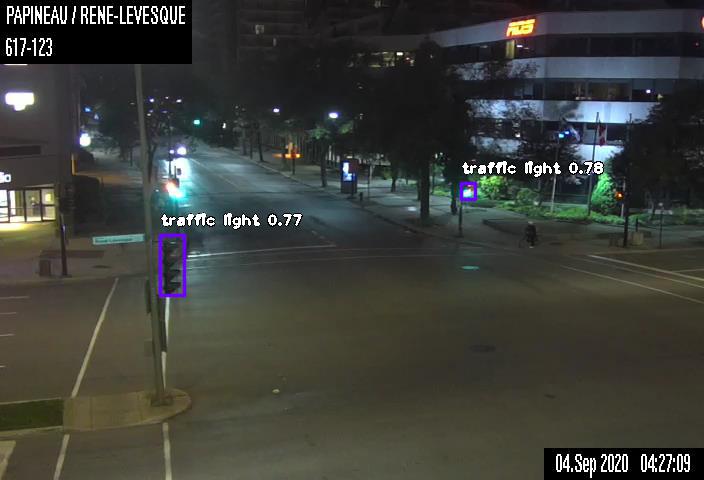 PAPINEAU / RENE-LEVESQUE
617-123
traffic light 0.78
traffic light 0.77
04.Sep 2020 04:27:09